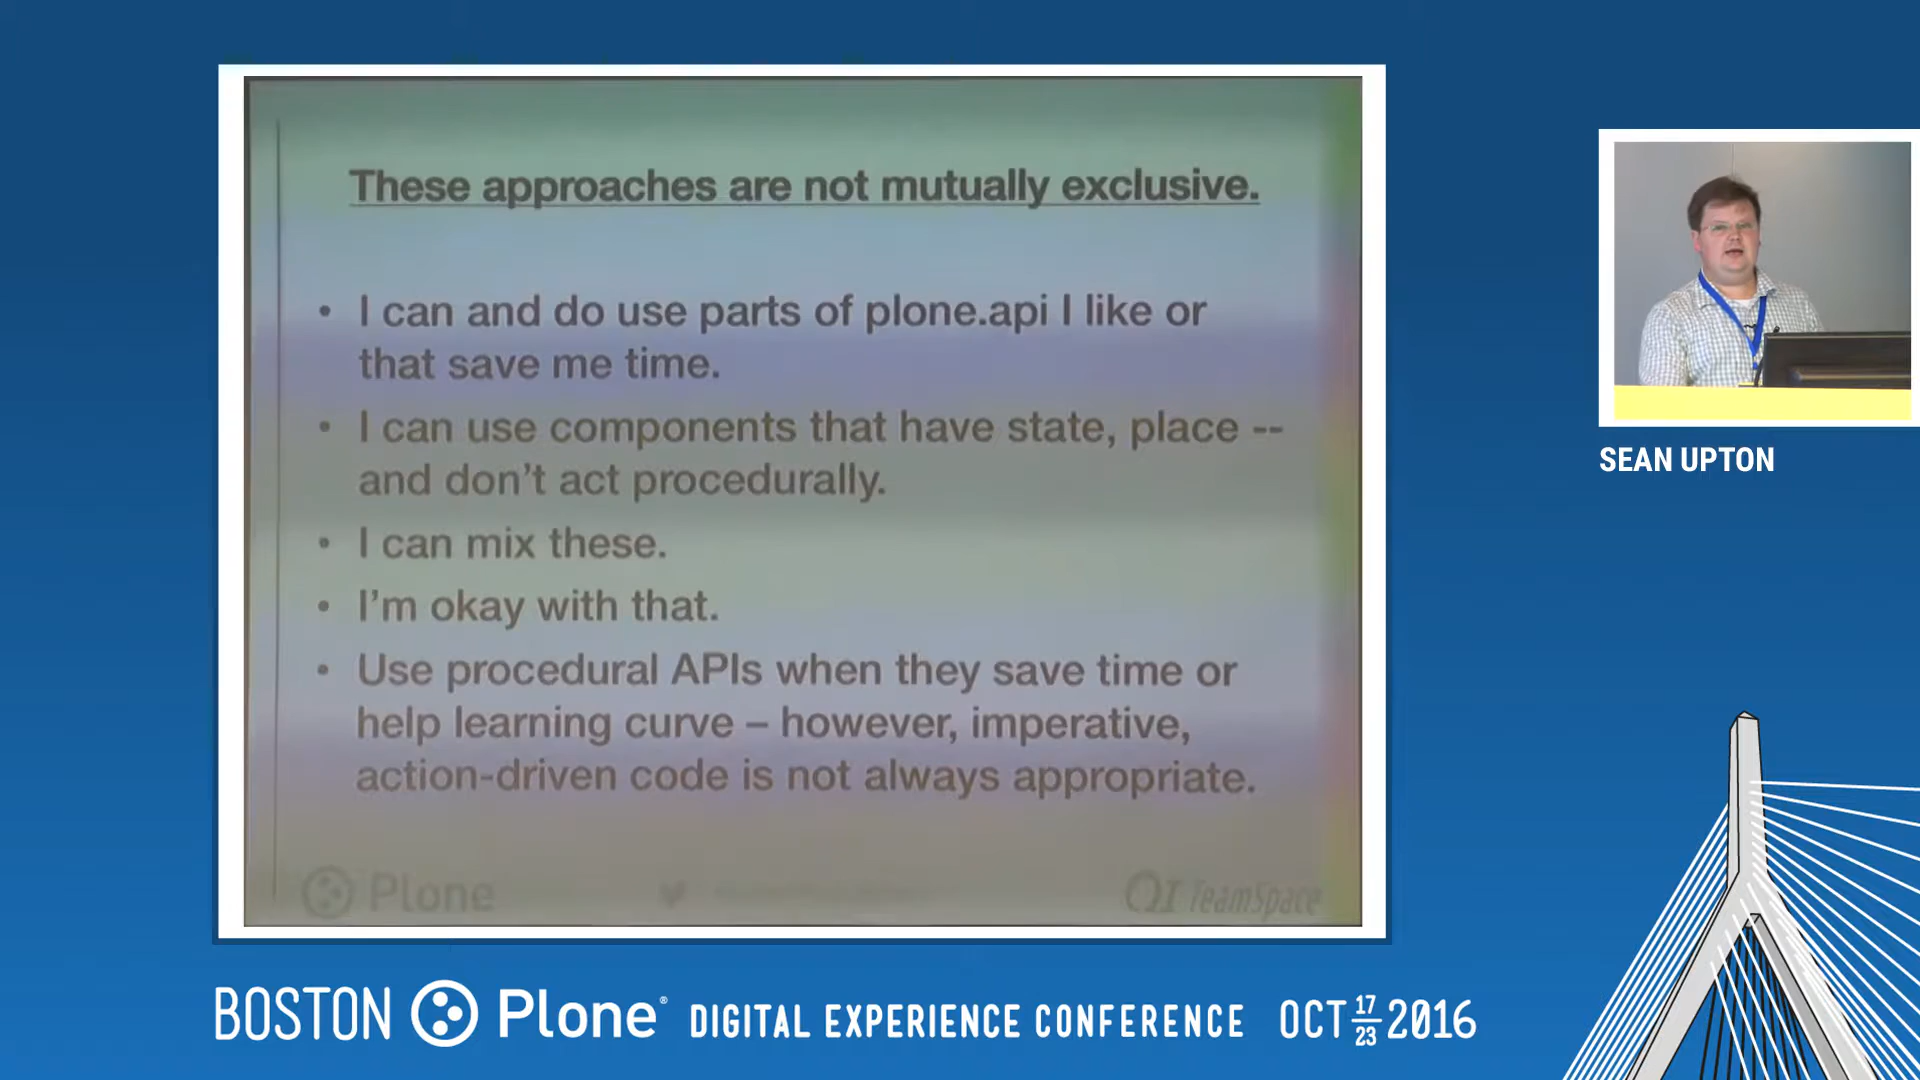 These approaches are not mutually exclusive.
• I can and do use parts of plone.api I like or
that save me time.
• I can use components that have state, place --
and don't act procedurally.
• I can mix these.
• I'm okay with that.
• Use procedural APIs when they save time or
help learning curve – however, imperative,
action-driven code is not always appropriate.
Plone
QI TeamSpace
SEAN UPTON
BOSTON Plone® DIGITAL EXPERIENCE CONFERENCE OCT 17 23 2016